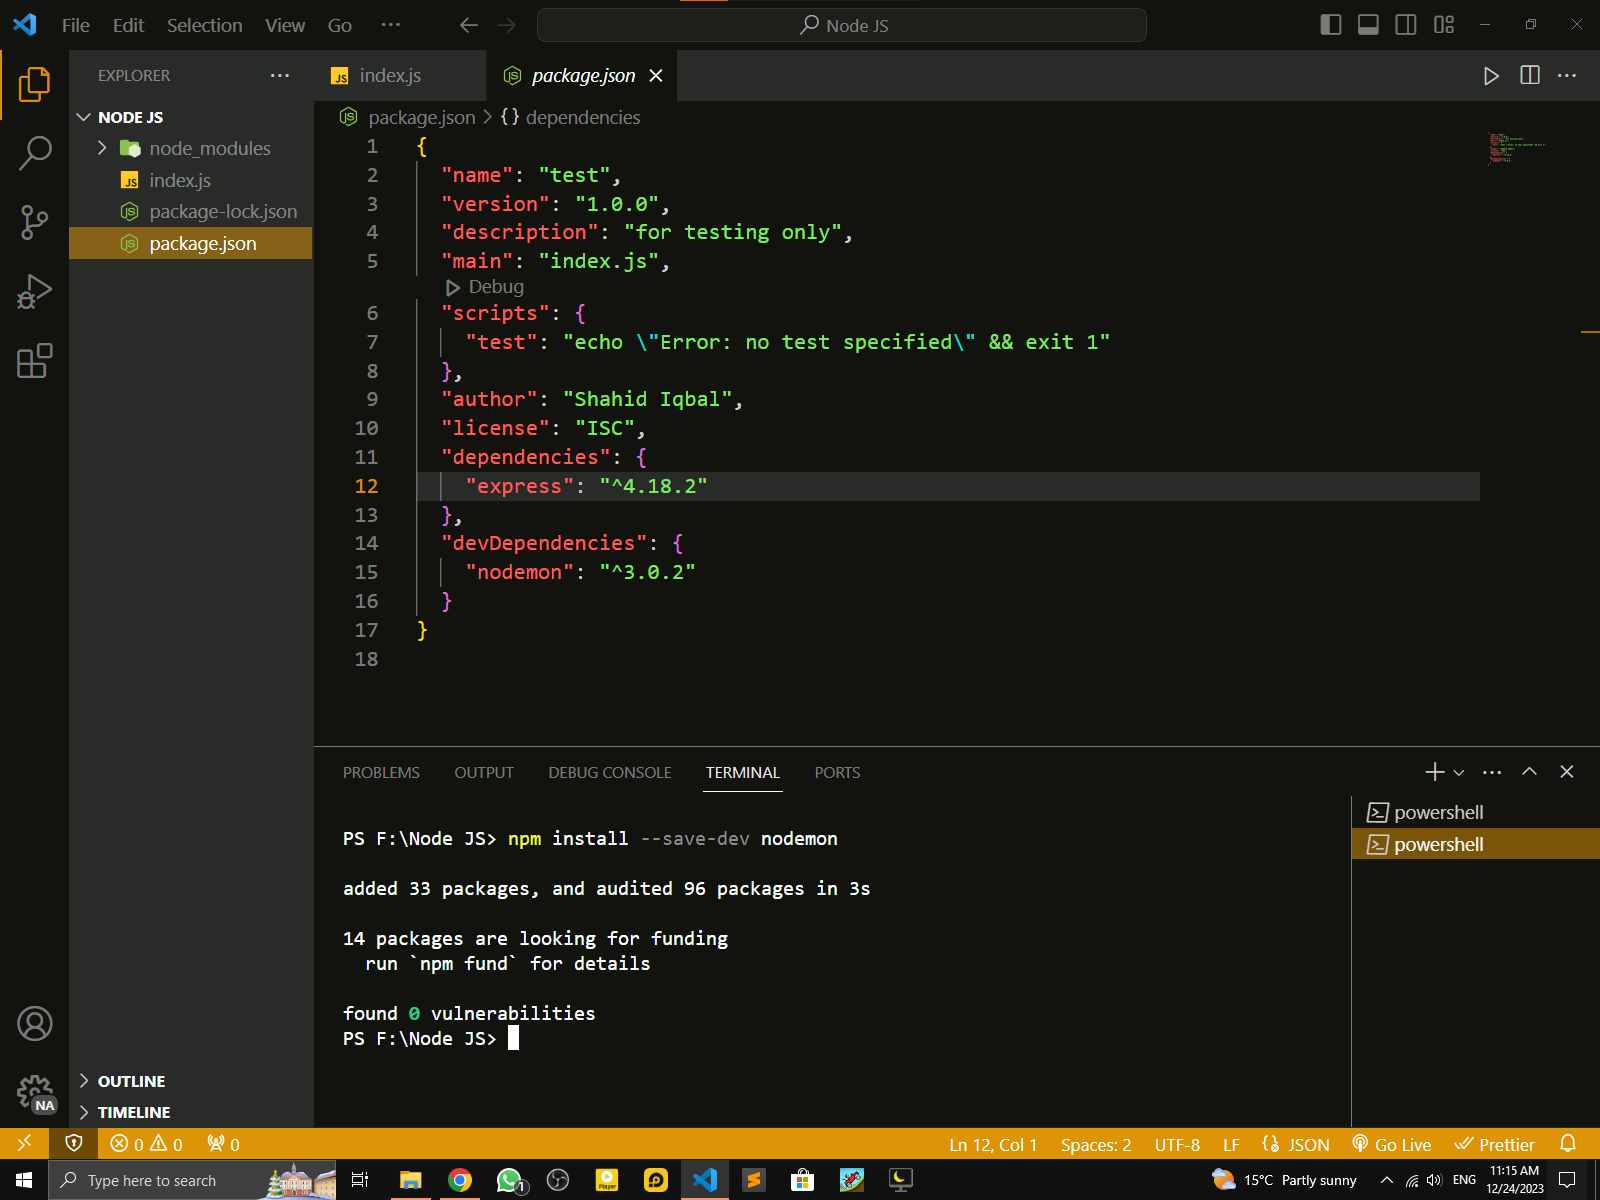 File Edit Selection View Go ···
Node JS
EXPLORER ···
index.js
package.json
NODE JS
node_modules
index.js
package-lock.json
package.json
package.json > {} dependencies
1 {
2 "name": "test",
3 "version": "1.0.0",
4 "description": "for testing only",
5 "main": "index.js",
Debug
6 "scripts": {
7 "test": "echo \"Error: no test specified\" && exit 1"
8 },
9 "author": "Shahid Iqbal",
10 "license": "ISC",
11 "dependencies": {
12 "express": "^4.18.2"
13 },
14 "devDependencies": {
15 "nodemon": "^3.0.2"
16 }
17 }
18
PROBLEMS OUTPUT DEBUG CONSOLE TERMINAL PORTS
PS F:\Node JS> npm install --save-dev nodemon
added 33 packages, and audited 96 packages in 3s
14 packages are looking for funding
run `npm fund` for details
found 0 vulnerabilities
PS F:\Node JS>
powershell
powershell
NA
OUTLINE
TIMELINE
0 0 0
Ln 12, Col 1 Spaces: 2 UTF-8 LF JSON Go Live Prettier
Type here to search
1
Player
15°C Partly sunny
ENG
11:15 AM
12/24/2023